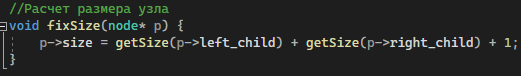 //Расчет размера узла
void fixSize(node* p) {
p->size = getSize(p->left_child) + getSize(p->right_child) + 1;
}